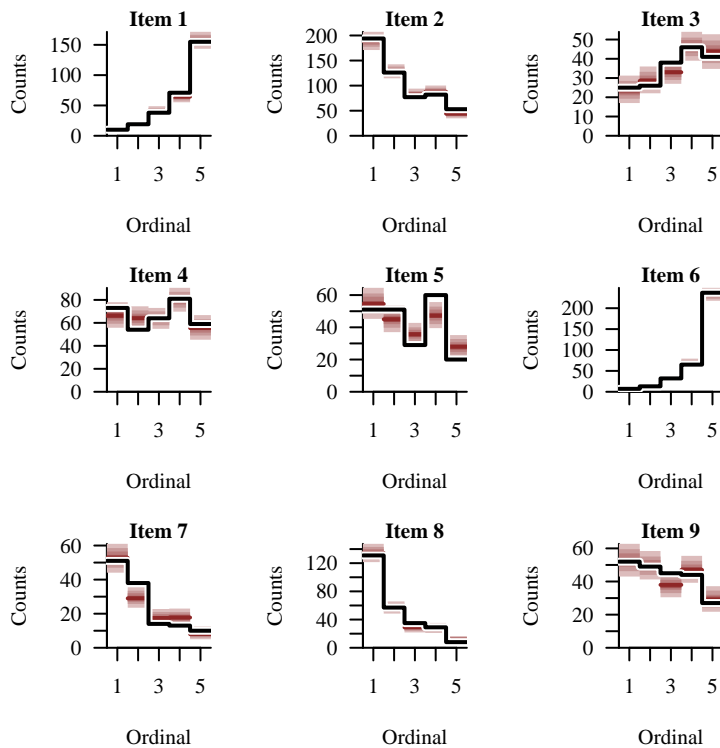 Item 1
Counts
150
100
50
0
1 3 5
Ordinal
Item 2
Counts
200
150
100
50
0
1 3 5
Ordinal
Item 3
Counts
50
40
30
20
10
0
1 3 5
Ordinal
Item 4
Counts
80
60
40
20
0
1 3 5
Ordinal
Item 5
Counts
60
40
20
0
1 3 5
Ordinal
Item 6
Counts
200
150
100
50
0
1 3 5
Ordinal
Item 7
Counts
60
40
20
0
1 3 5
Ordinal
Item 8
Counts
120
80
40
0
1 3 5
Ordinal
Item 9
Counts
60
40
20
0
1 3 5
Ordinal